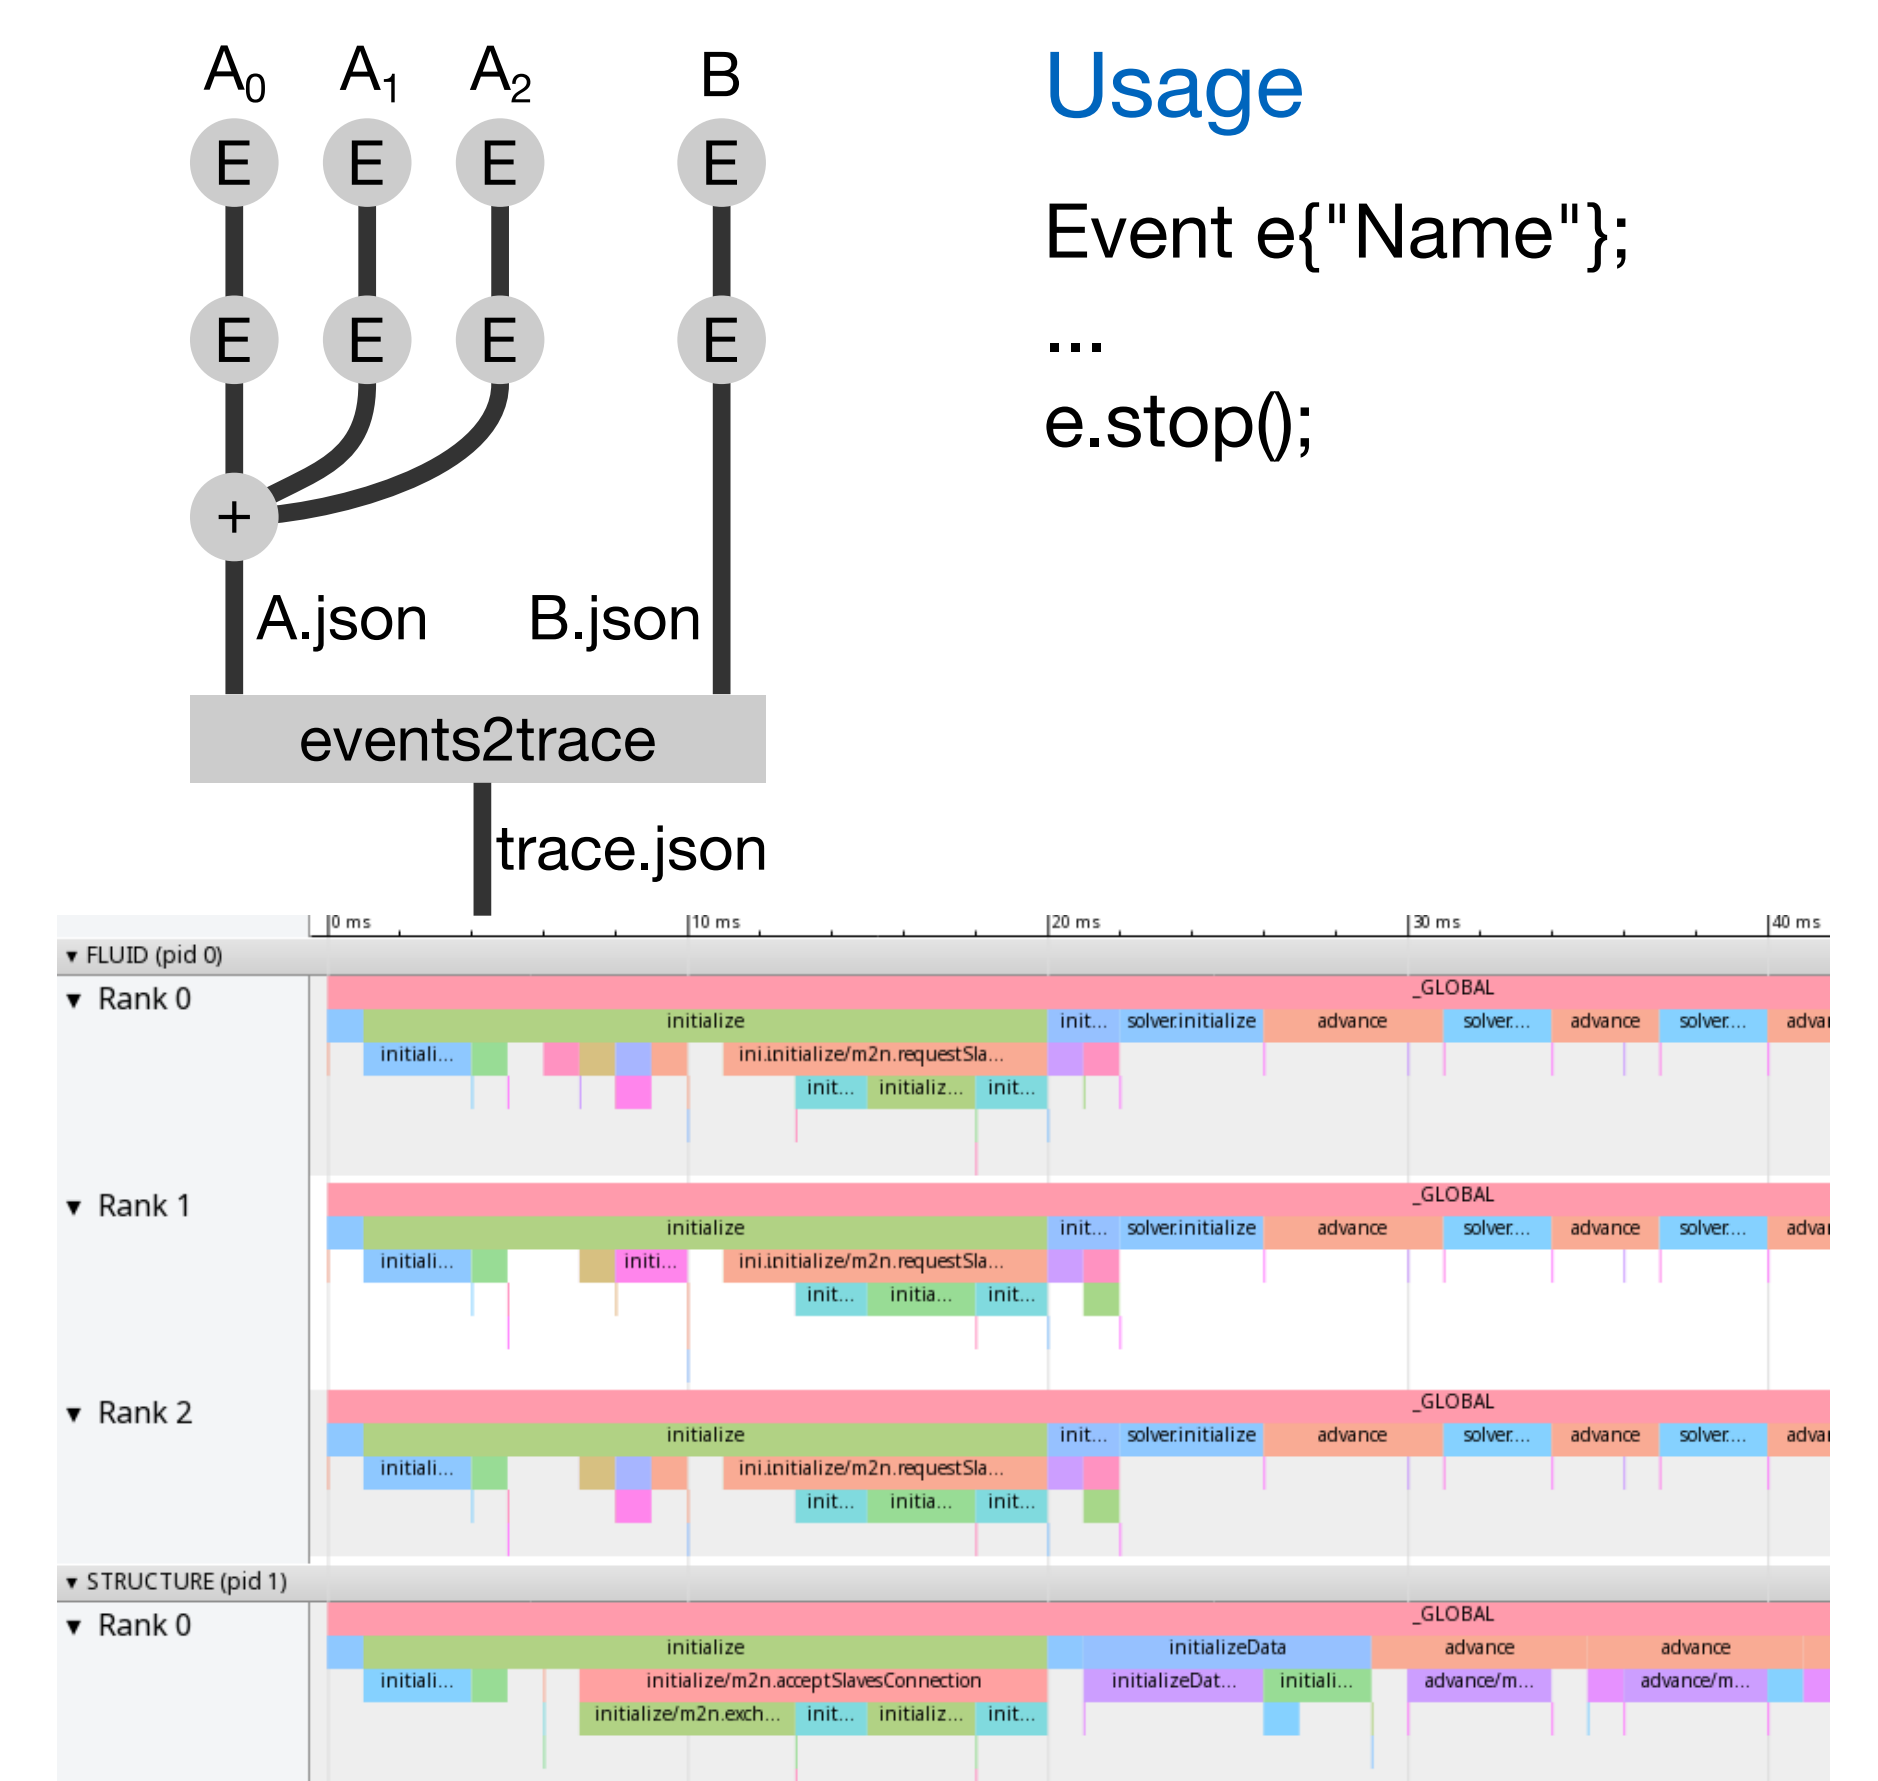 A₀ A₁ A₂ B
E E E E
E E E E
+
A.json B.json
events2trace
trace.json
Usage
Event e{"Name"};
...
e.stop();
0 ms 10 ms 20 ms 30 ms 40 ms
▾ FLUID (pid 0)
▾ Rank 0
_GLOBAL
initialize init... solver.initialize advance solver.... advance solver.... advar
initiali... ini.initialize/m2n.requestSla...
init... initializ... init...
▾ Rank 1
_GLOBAL
initialize init... solver.initialize advance solver.... advance solver.... advar
initiali... initi... ini.initialize/m2n.requestSla...
init... initia... init...
▾ Rank 2
_GLOBAL
initialize init... solver.initialize advance solver.... advance solver.... advar
initiali... ini.initialize/m2n.requestSla...
init... initia... init...
▾ STRUCTURE (pid 1)
▾ Rank 0
_GLOBAL
initialize initializeData advance advance
initiali... initialize/m2n.acceptSlavesConnection initializeDat... initiali... advance/m... advance/m...
initialize/m2n.exch... init... initializ... init...